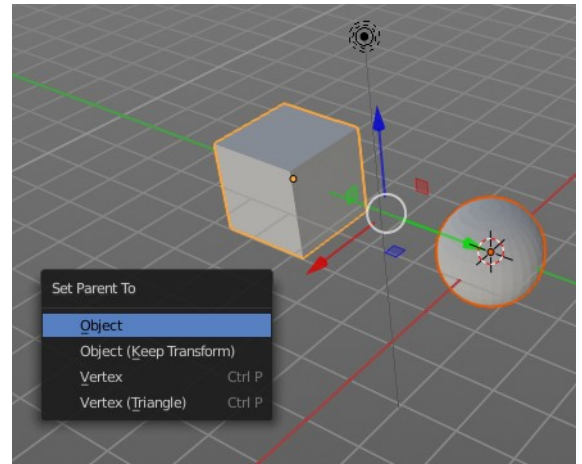 Set Parent To
Object
Object (Keep Transform)
Vertex Ctrl P
Vertex (Triangle) Ctrl P